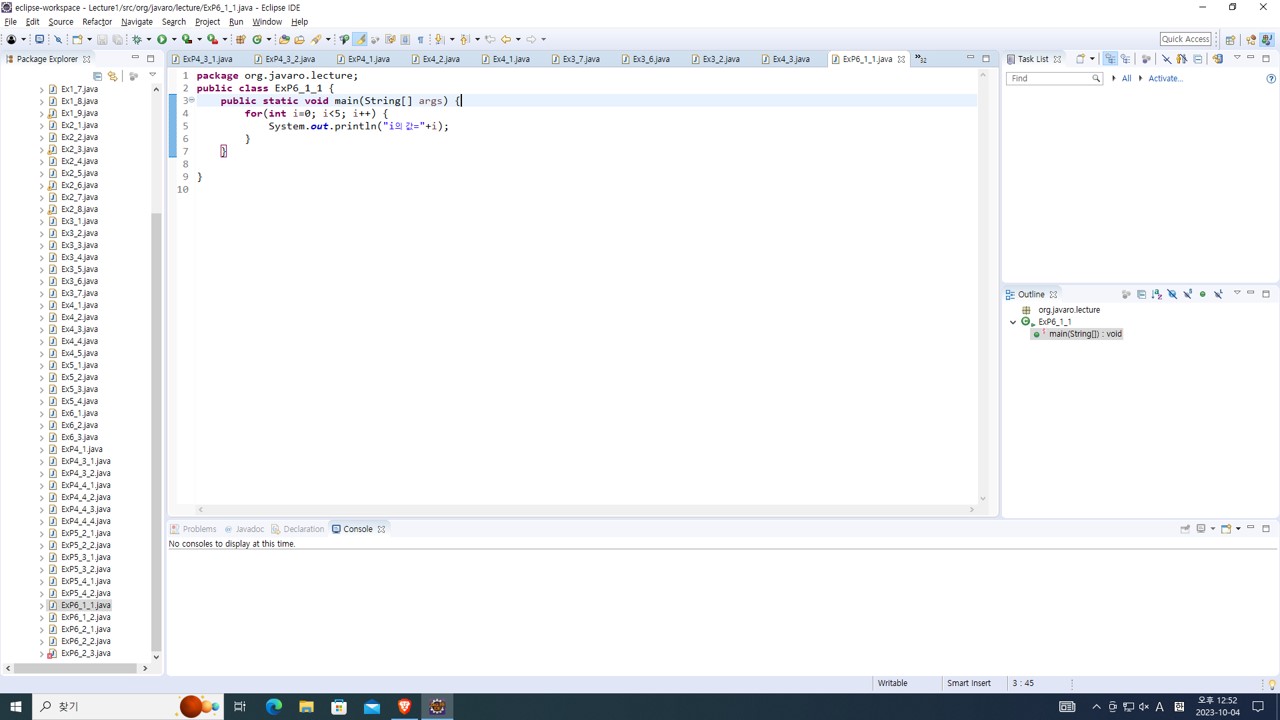 eclipse-workspace - Lecture1/src/org/javaro/lecture/ExP6_1_1.java - Eclipse IDE
File Edit Source Refactor Navigate Search Project Run Window Help
Quick Access
Package Explorer
Ex1_7.java
Ex1_8.java
Ex1_9.java
Ex2_1.java
Ex2_2.java
Ex2_3.java
Ex2_4.java
Ex2_5.java
Ex2_6.java
Ex2_7.java
Ex2_8.java
Ex3_1.java
Ex3_2.java
Ex3_3.java
Ex3_4.java
Ex3_5.java
Ex3_6.java
Ex3_7.java
Ex4_1.java
Ex4_2.java
Ex4_3.java
Ex4_4.java
Ex4_5.java
Ex5_1.java
Ex5_2.java
Ex5_3.java
Ex5_4.java
Ex6_1.java
Ex6_2.java
Ex6_3.java
ExP4_1.java
ExP4_3_1.java
ExP4_3_2.java
ExP4_4_1.java
ExP4_4_2.java
ExP4_4_3.java
ExP4_4_4.java
ExP5_2_1.java
ExP5_2_2.java
ExP5_3_1.java
ExP5_3_2.java
ExP5_4_1.java
ExP5_4_2.java
ExP6_1_1.java
ExP6_1_2.java
ExP6_2_1.java
ExP6_2_2.java
ExP6_2_3.java
ExP4_3_1.java ExP4_3_2.java ExP4_1.java Ex4_2.java Ex4_1.java Ex3_7.java Ex3_6.java Ex3_2.java Ex4_3.java ExP6_1_1.java
1 package org.javaro.lecture;
2 public class ExP6_1_1 {
3 public static void main(String[] args) {
4 for(int i=0; i<5; i++) {
5 System.out.println("i의 값="+i);
6 }
7 }
8
9 }
10
Task List
Find All Activate...
Outline
org.javaro.lecture
ExP6_1_1
main(String[]) : void
Problems Javadoc Declaration Console
No consoles to display at this time.
Writable Smart Insert 3 : 45
찾기
A 한
오후 12:52
2023-10-04